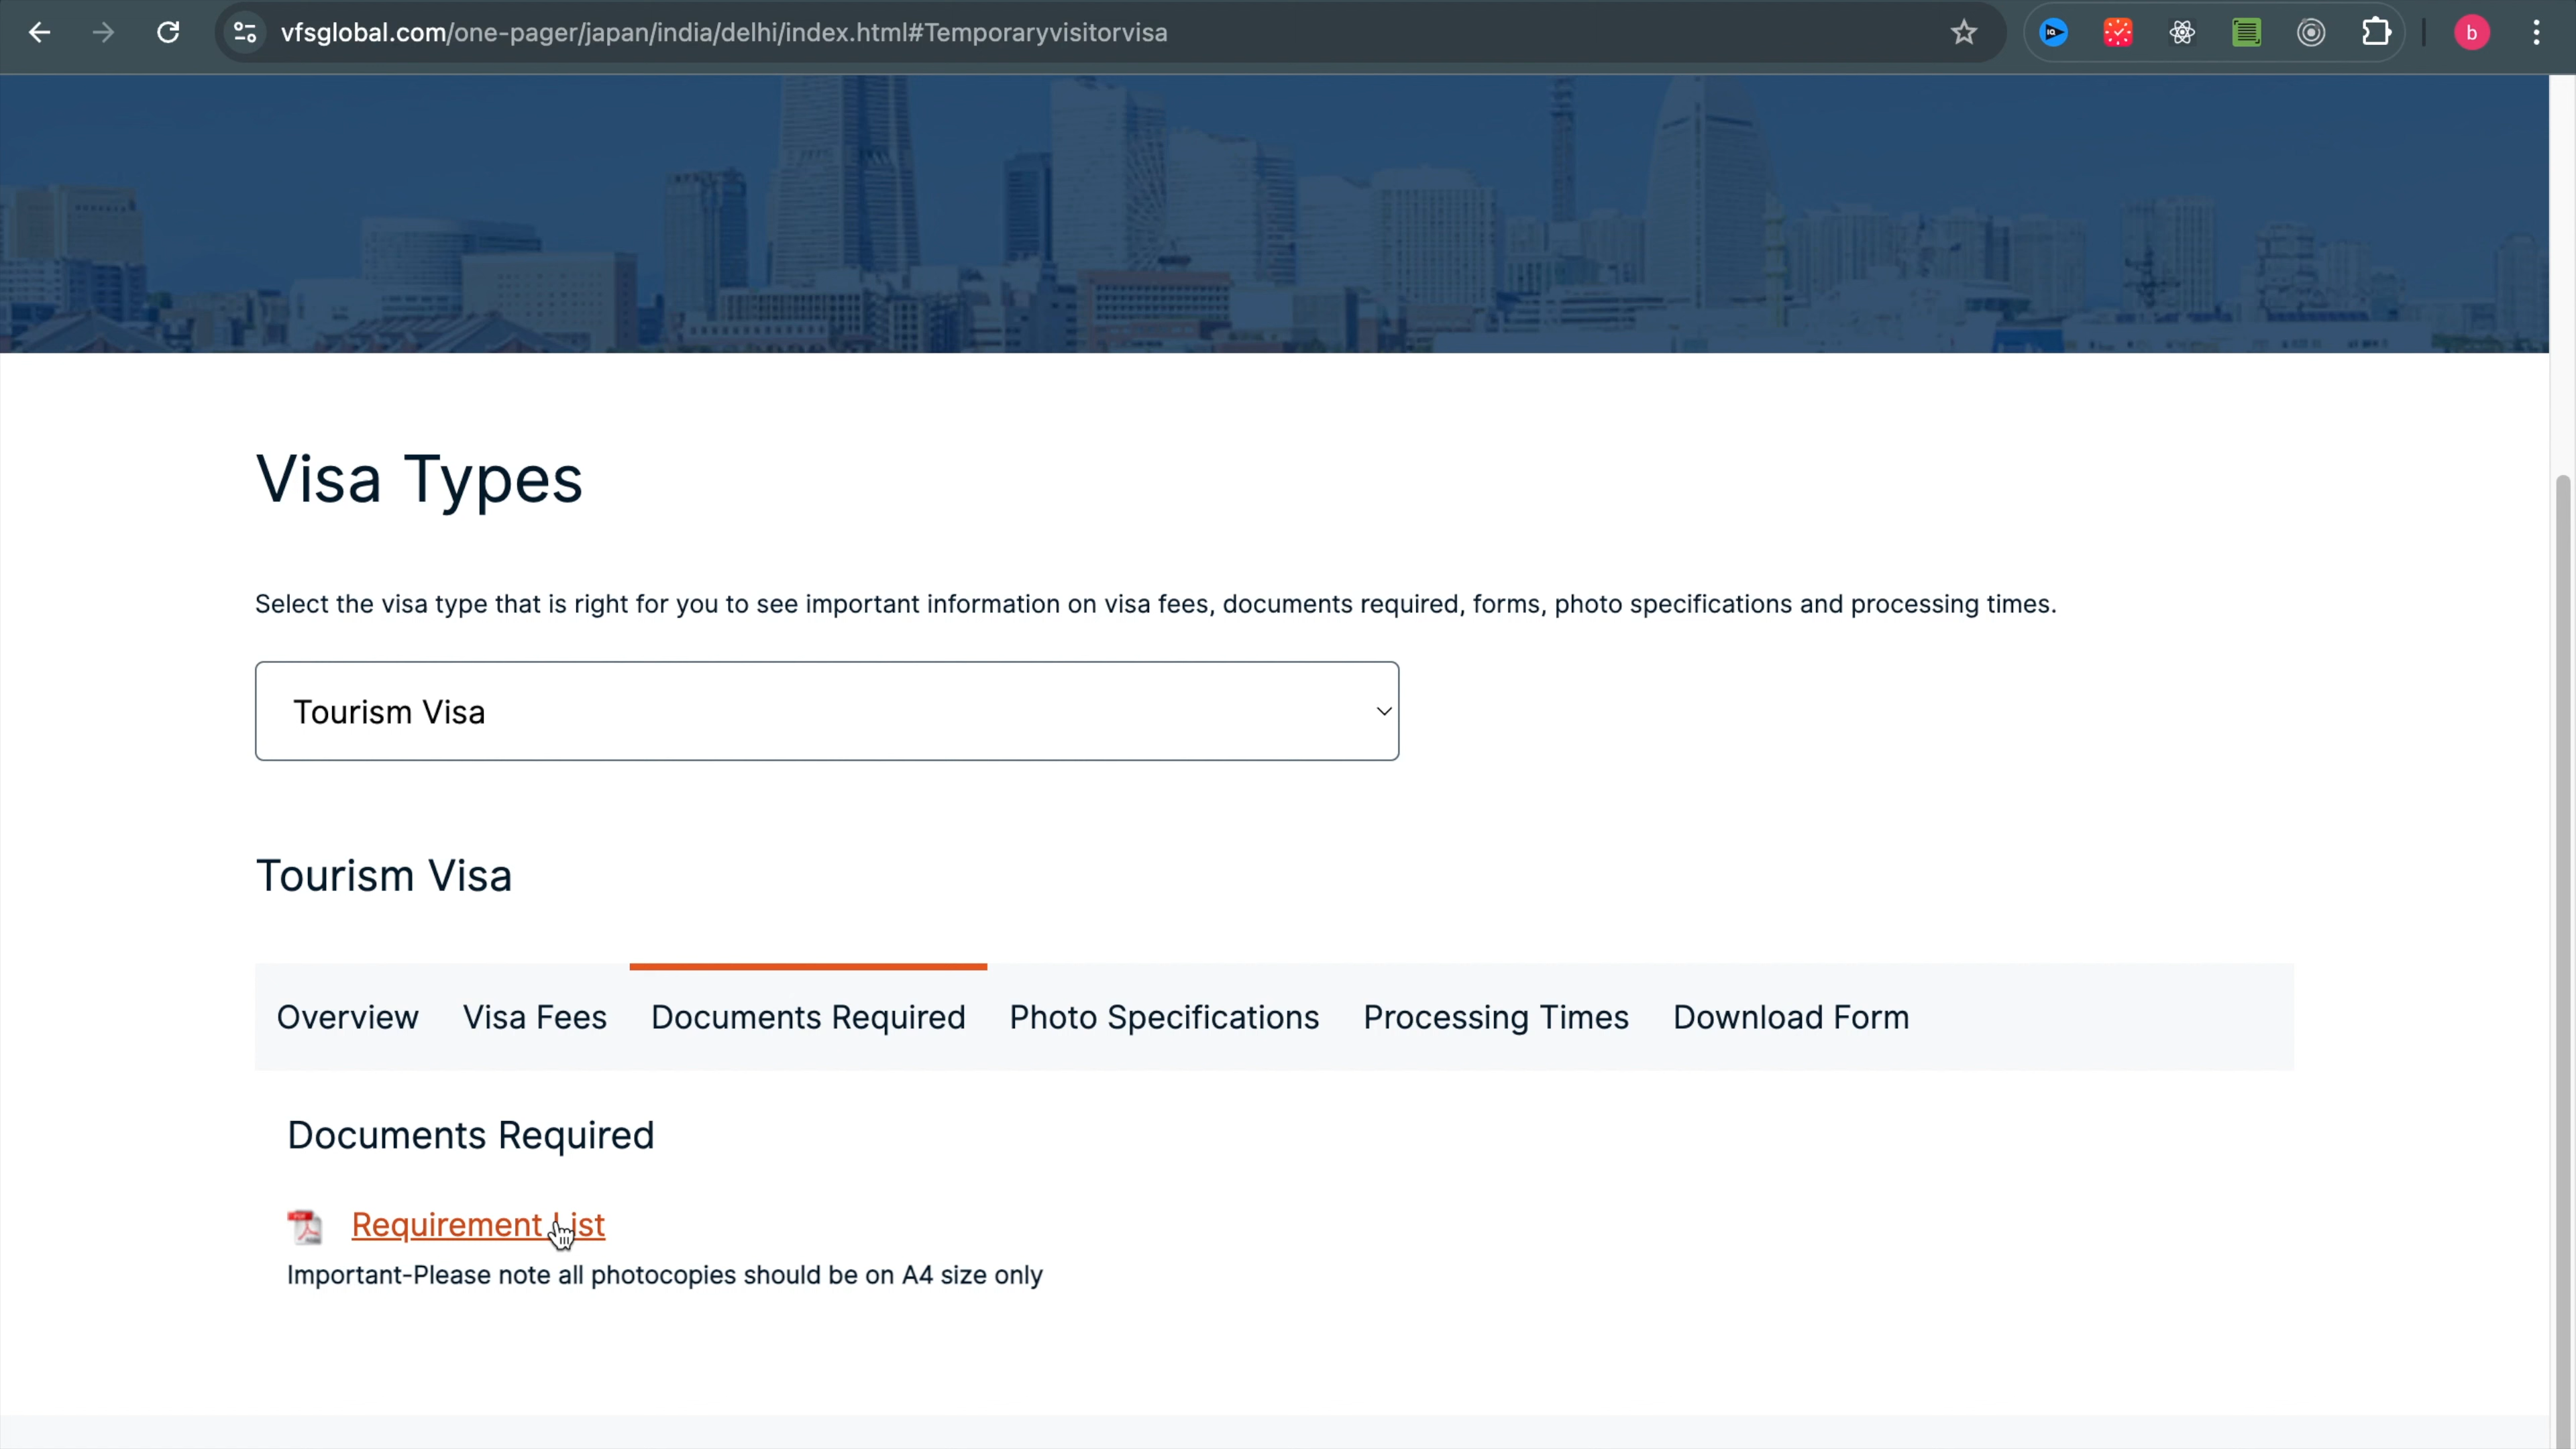 vfsglobal.com/one-pager/japan/india/delhi/index.html#Temporaryvisitorvisa
b
Visa Types
Select the visa type that is right for you to see important information on visa fees, documents required, forms, photo specifications and processing times.
Tourism Visa
Tourism Visa
Overview Visa Fees Documents Required Photo Specifications Processing Times Download Form
Documents Required
Requirement List
Important-Please note all photocopies should be on A4 size only